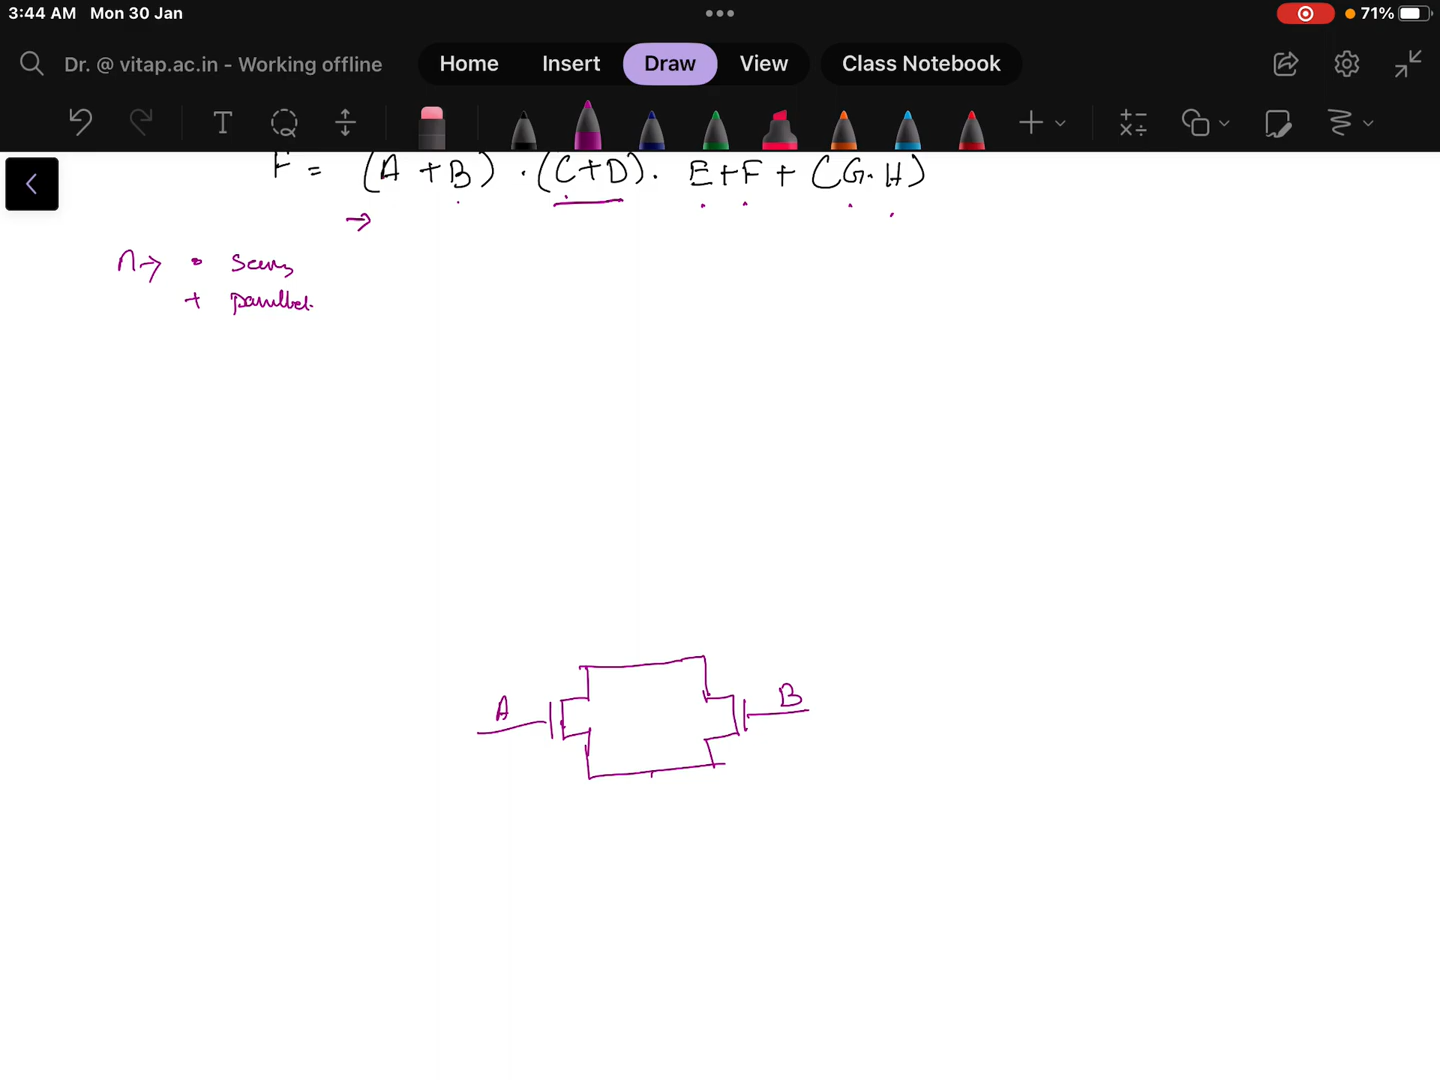 3:44 AM Mon 30 Jan
71%
Dr. @ vitap.ac.in - Working offline
Home Insert Draw View Class Notebook
T
F = (A + B) . (C+D) . E+F + (G.H)
→
n→ • series
+ parallel
A
B